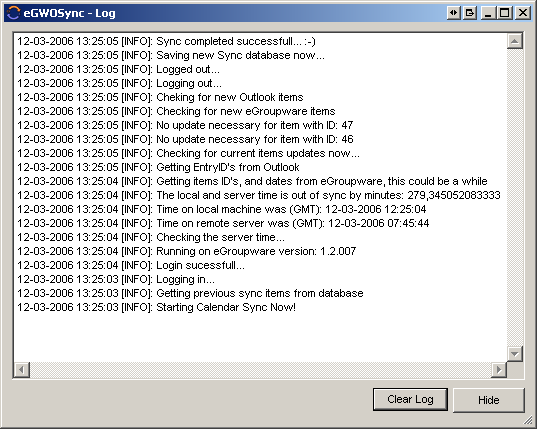 eGWOSync - Log
12-03-2006 13:25:05 [INFO]: Sync completed successfull... :-)
12-03-2006 13:25:05 [INFO]: Saving new Sync database now...
12-03-2006 13:25:05 [INFO]: Logged out...
12-03-2006 13:25:05 [INFO]: Logging out...
12-03-2006 13:25:05 [INFO]: Cheking for new Outlook items
12-03-2006 13:25:05 [INFO]: Checking for new eGroupware items
12-03-2006 13:25:05 [INFO]: No update necessary for item with ID: 47
12-03-2006 13:25:05 [INFO]: No update necessary for item with ID: 46
12-03-2006 13:25:05 [INFO]: Checking for current items updates now...
12-03-2006 13:25:05 [INFO]: Getting EntryID's from Outlook
12-03-2006 13:25:04 [INFO]: Getting items ID's, and dates from eGroupware, this could be a while
12-03-2006 13:25:04 [INFO]: The local and server time is out of sync by minutes: 279,345052083333
12-03-2006 13:25:04 [INFO]: Time on local machine was (GMT): 12-03-2006 12:25:04
12-03-2006 13:25:04 [INFO]: Time on remote server was (GMT): 12-03-2006 07:45:44
12-03-2006 13:25:04 [INFO]: Checking the server time...
12-03-2006 13:25:04 [INFO]: Running on eGroupware version: 1.2.007
12-03-2006 13:25:04 [INFO]: Login sucessfull...
12-03-2006 13:25:03 [INFO]: Logging in...
12-03-2006 13:25:03 [INFO]: Getting previous sync items from database
12-03-2006 13:25:03 [INFO]: Starting Calendar Sync Now!
Clear Log
Hide